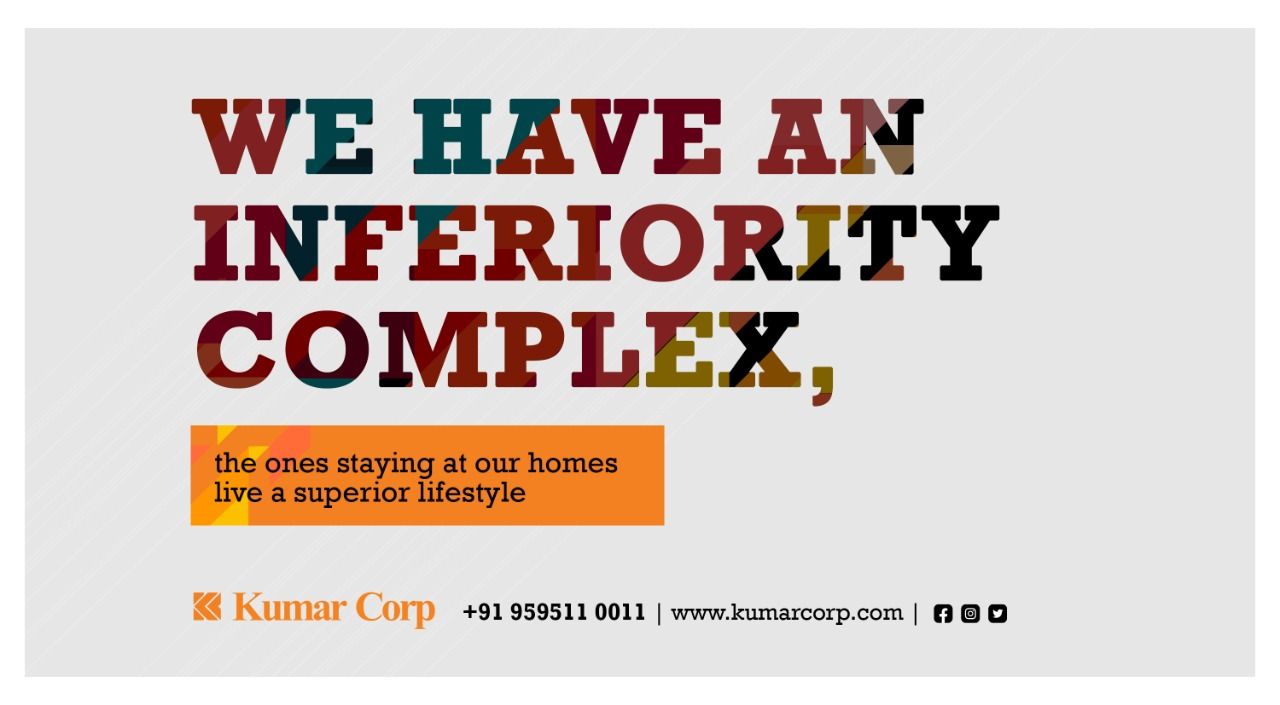 WE HAVE AN
INFERIORITY
COMPLEX,
the ones staying at our homes
live a superior lifestyle
Kumar Corp +91 959511 0011 | www.kumarcorp.com |